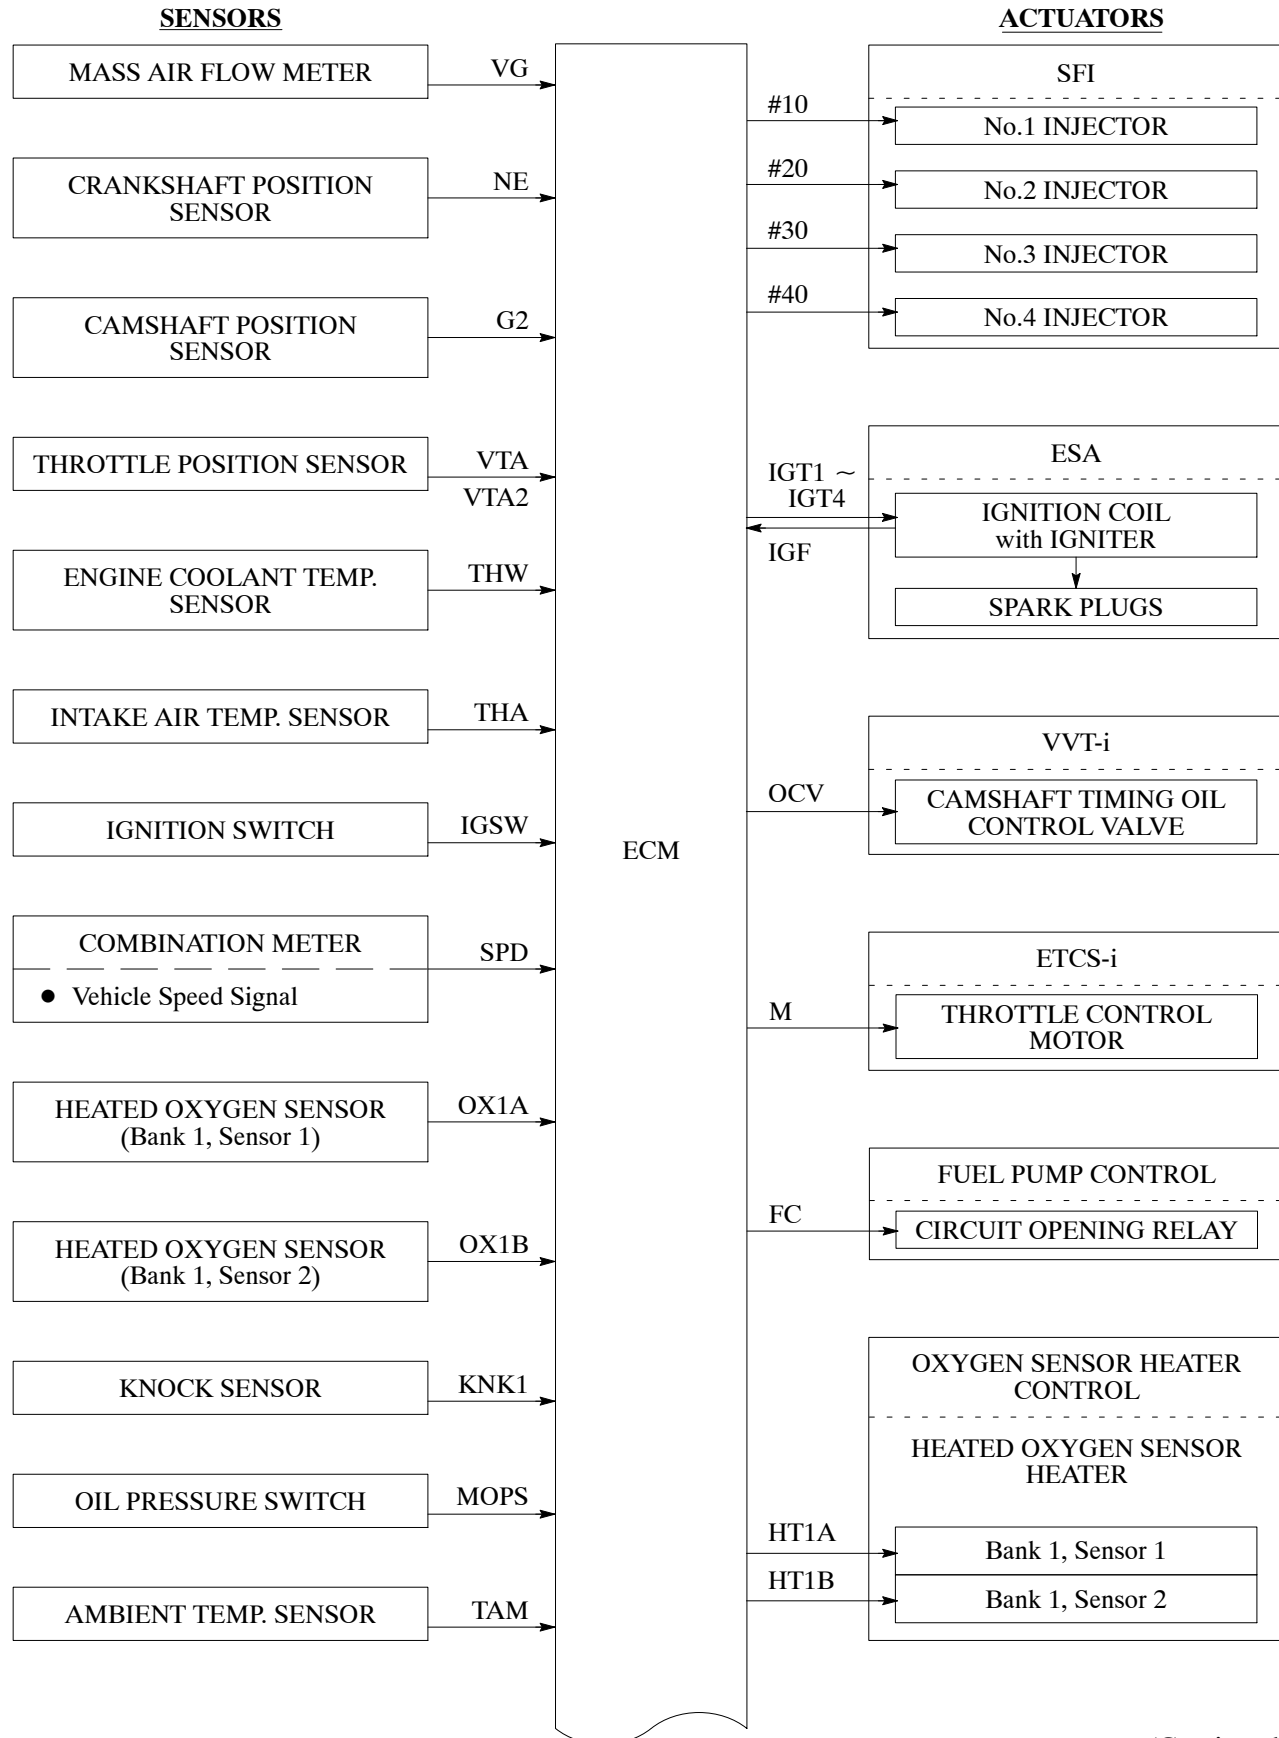 SENSORS
ACTUATORS
MASS AIR FLOW METER
VG
CRANKSHAFT POSITION
SENSOR
NE
CAMSHAFT POSITION
SENSOR
G2
THROTTLE POSITION SENSOR
VTA
VTA2
ENGINE COOLANT TEMP.
SENSOR
THW
INTAKE AIR TEMP. SENSOR
THA
IGNITION SWITCH
IGSW
COMBINATION METER
● Vehicle Speed Signal
SPD
HEATED OXYGEN SENSOR
(Bank 1, Sensor 1)
OX1A
HEATED OXYGEN SENSOR
(Bank 1, Sensor 2)
OX1B
KNOCK SENSOR
KNK1
OIL PRESSURE SWITCH
MOPS
AMBIENT TEMP. SENSOR
TAM
ECM
SFI
#10
No.1 INJECTOR
#20
No.2 INJECTOR
#30
No.3 INJECTOR
#40
No.4 INJECTOR
ESA
IGT1 ~
IGT4
IGF
IGNITION COIL
with IGNITER
SPARK PLUGS
VVT-i
OCV
CAMSHAFT TIMING OIL
CONTROL VALVE
ETCS-i
M
THROTTLE CONTROL
MOTOR
FUEL PUMP CONTROL
FC
CIRCUIT OPENING RELAY
OXYGEN SENSOR HEATER
CONTROL
HEATED OXYGEN SENSOR
HEATER
HT1A
Bank 1, Sensor 1
HT1B
Bank 1, Sensor 2